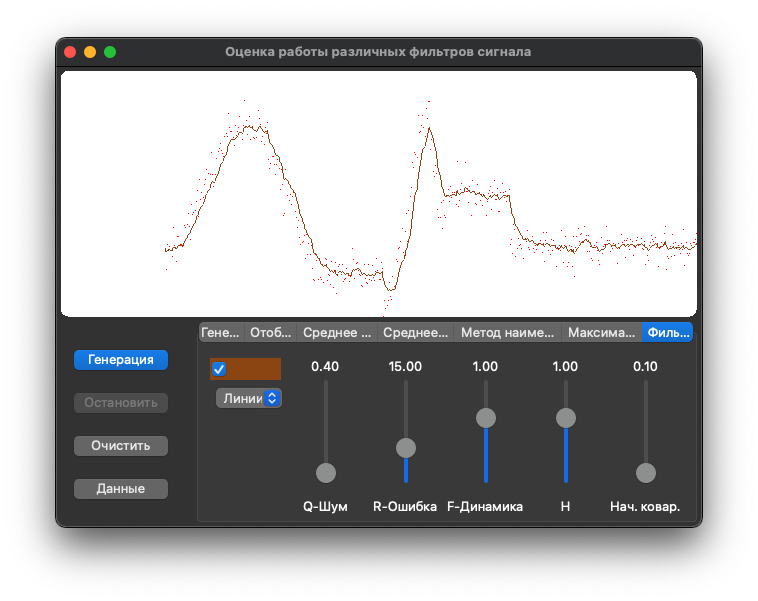 Оценка работы различных фильтров сигнала
Гене... Отоб... Среднее ... Среднее... Метод наиме... Максима... Филь...
Генерация
0.40 15.00 1.00 1.00 0.10
Линии
Остановить
Очистить
Данные
Q-Шум R-Ошибка F-Динамика H Нач. ковар.